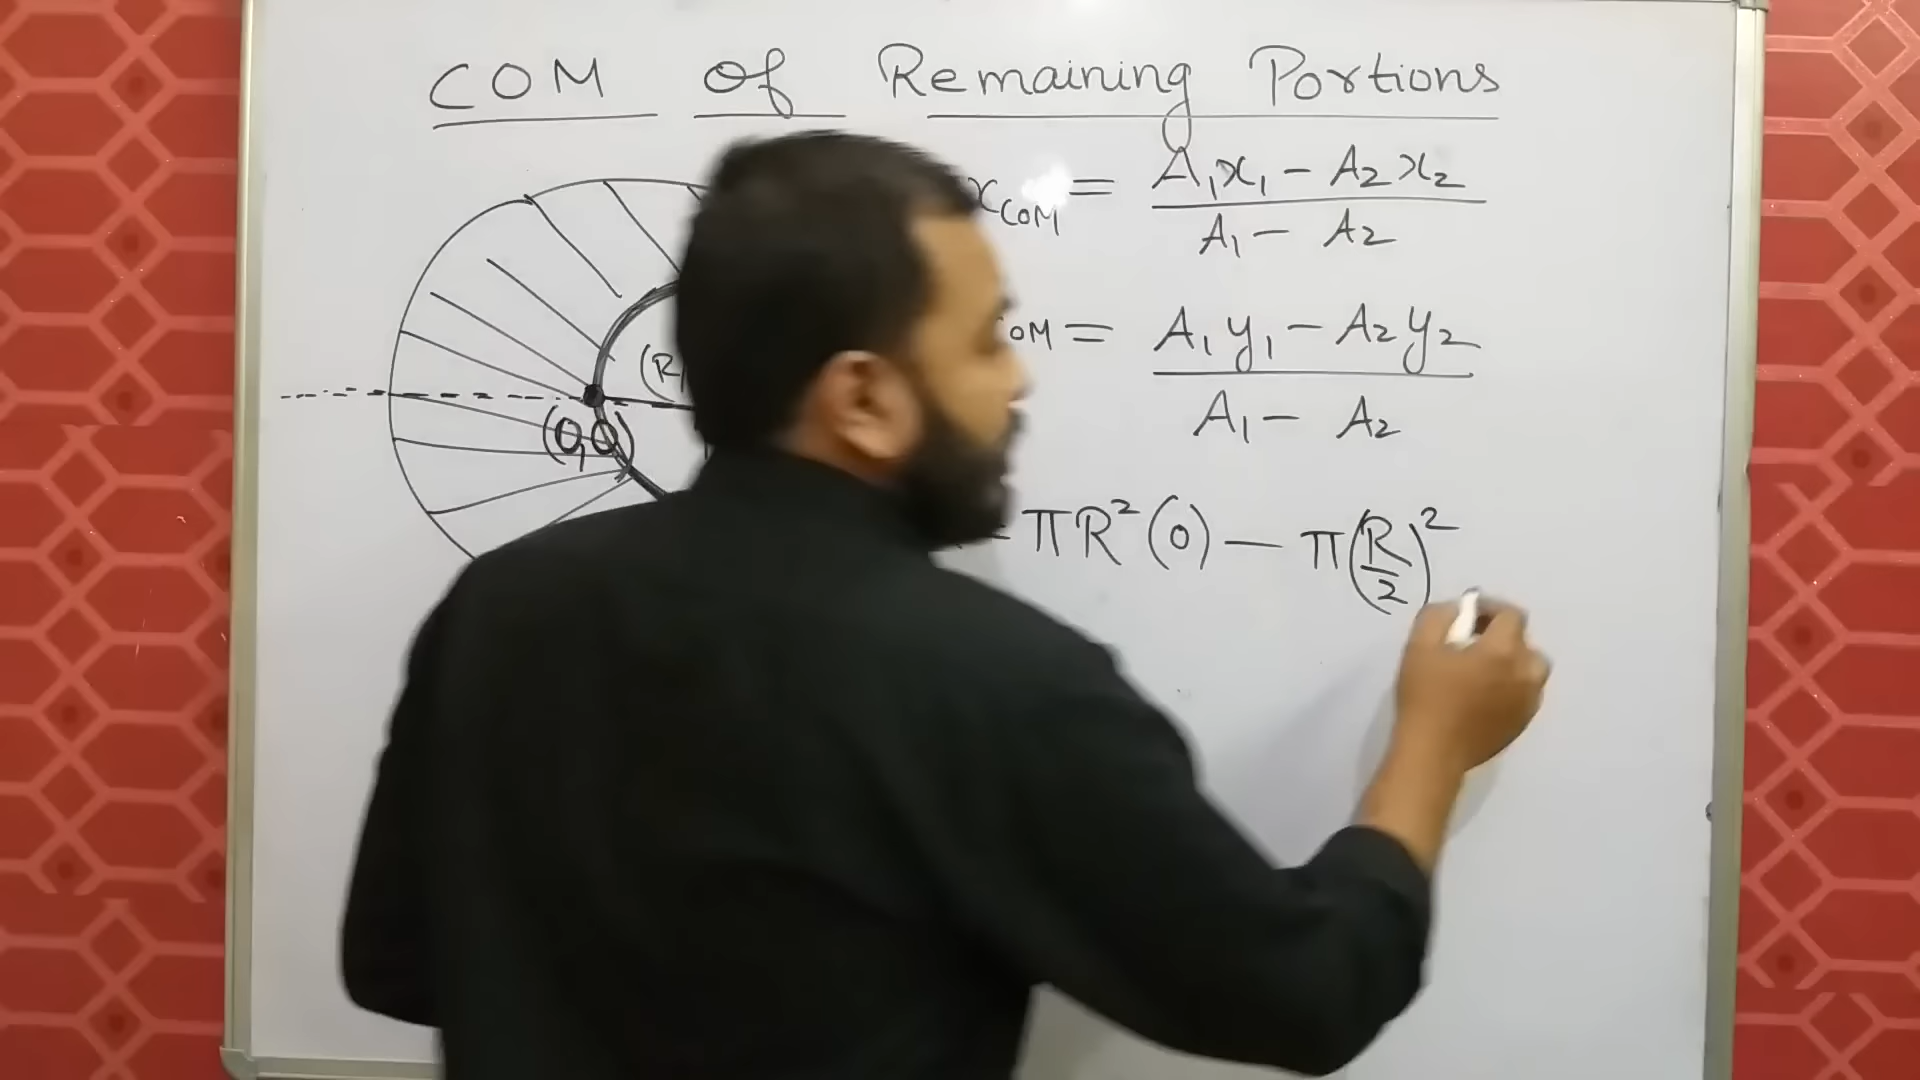 COM Of Remaining Portions
x_COM = (A₁x₁ − A₂x₂) / (A₁ − A₂)
OM = (A₁y₁ − A₂y₂) / (A₁ − A₂)
(R,
(0,0)
πR²(0) − π(R/2)²